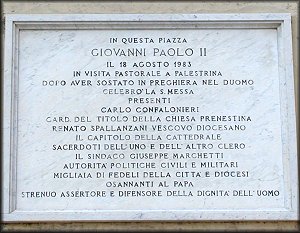 IN QUESTA PIAZZA
GIOVANNI PAOLO II
IL 18 AGOSTO 1983
IN VISITA PASTORALE A PALESTRINA
DOPO AVER SOSTATO IN PREGHIERA NEL DUOMO
CELEBRO' LA S. MESSA
PRESENTI
CARLO CONFALONIERI
CARD. DEL TITOLO DELLA CHIESA PRENESTINA
RENATO SPALLANZANI VESCOVO DIOCESANO
IL CAPITOLO DELLA CATTEDRALE
SACERDOTI DELL'UNO E DELL'ALTRO CLERO
IL SINDACO GIUSEPPE MARCHETTI
AUTORITÀ POLITICHE CIVILI E MILITARI
MIGLIAIA DI FEDELI DELLA CITTÀ E DIOCESI
OSANNANTI AL PAPA
STRENUO ASSERTORE E DIFENSORE DELLA DIGNITÀ DELL'UOMO